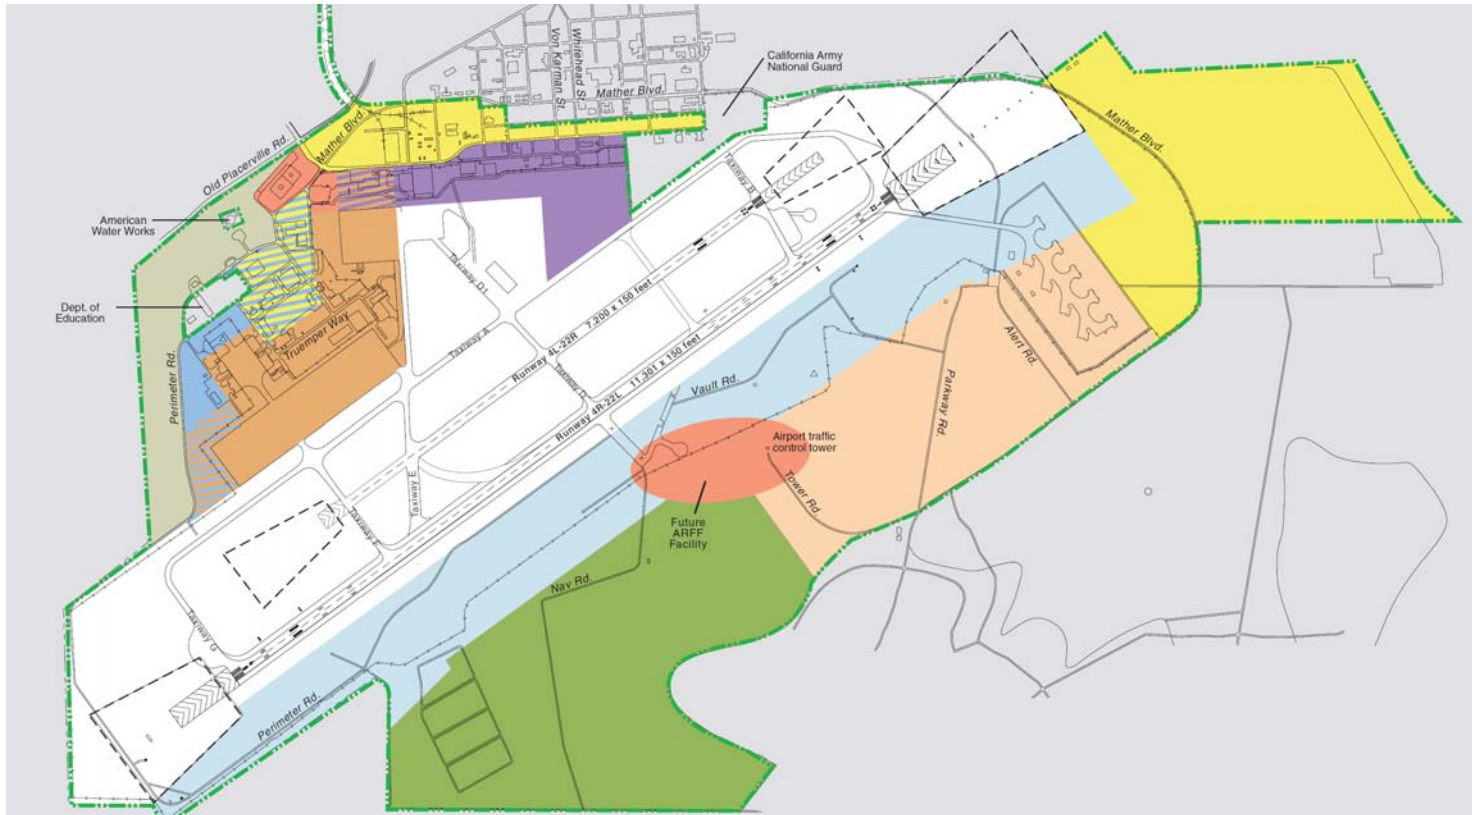 Von Karman St.
Whitehead St.
Mather Blvd.
California Army
National Guard
Mather Blvd.
Mather Blvd.
Old Placerville Rd.
American
Water Works
Dept. of
Education
Perimeter Rd.
Truemper Way
Taxiway B
Taxiway D1
Taxiway A
Runway 4L-22R 7,200 x 150 feet
Taxiway D
Runway 4R-22L 11,301 x 150 feet
Vault Rd.
Alert Rd.
Parkway Rd.
Airport traffic
control tower
Tower Rd.
Taxiway E
Taxiway F
Future
ARFF
Facility
Nav Rd.
Taxiway G
Perimeter Rd.